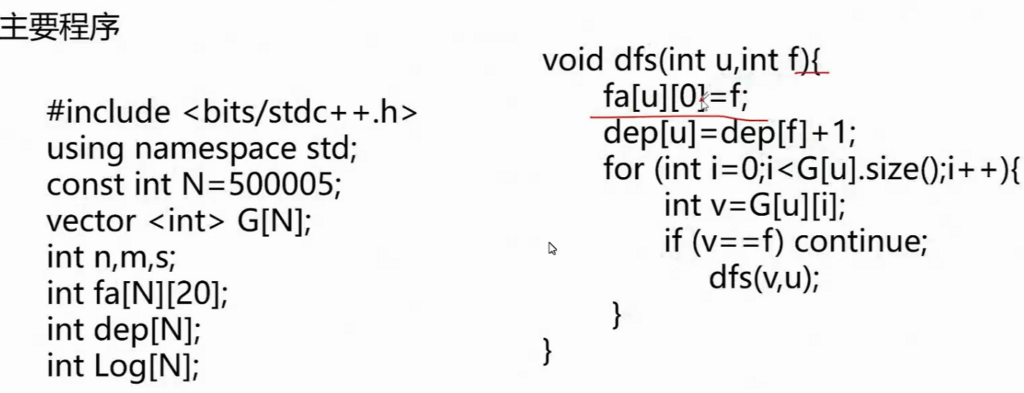 主要程序
#include <bits/stdc++.h>
using namespace std;
const int N=500005;
vector <int> G[N];
int n,m,s;
int fa[N][20];
int dep[N];
int Log[N];
void dfs(int u,int f){
fa[u][0]=f;
dep[u]=dep[f]+1;
for (int i=0;i<G[u].size();i++){
int v=G[u][i];
if (v==f) continue;
dfs(v,u);
}
}